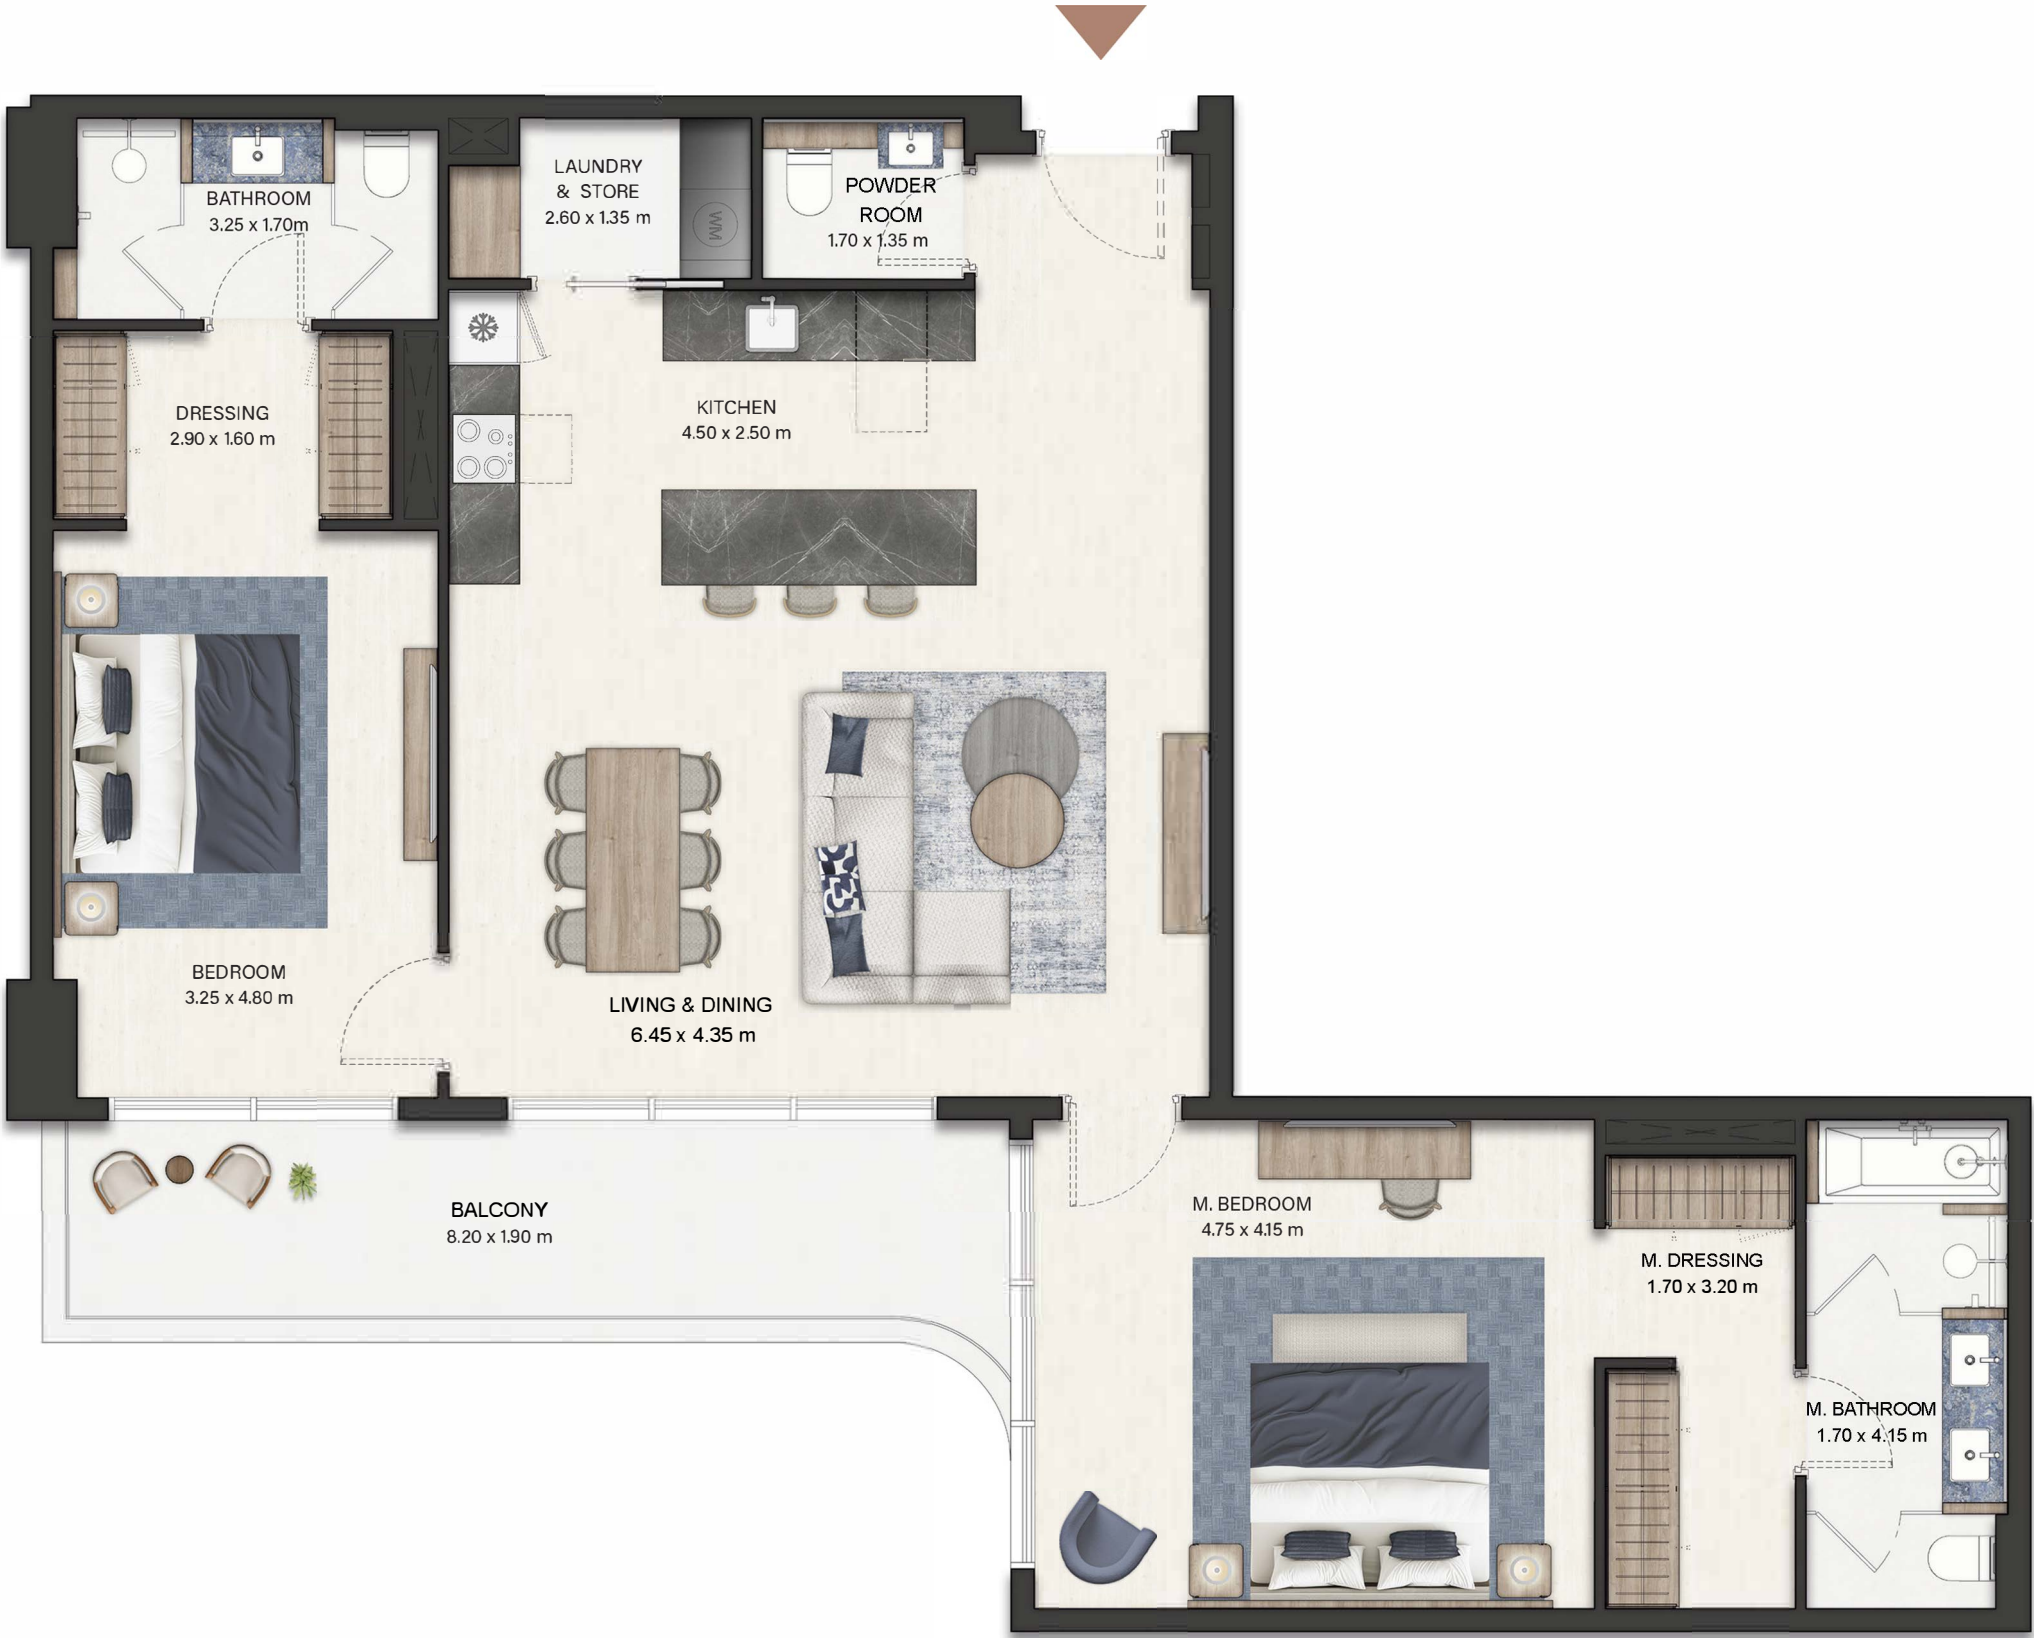 LAUNDRY
& STORE
2.60 x 1.35 m
WM
POWDER
ROOM
1.70 x 1.35 m
BATHROOM
3.25 x 1.70m
DRESSING
2.90 x 1.60 m
KITCHEN
4.50 x 2.50 m
BEDROOM
3.25 x 4.80 m
LIVING & DINING
6.45 x 4.35 m
BALCONY
8.20 x 1.90 m
M. BEDROOM
4.75 x 4.15 m
M. DRESSING
1.70 x 3.20 m
M. BATHROOM
1.70 x 4.15 m